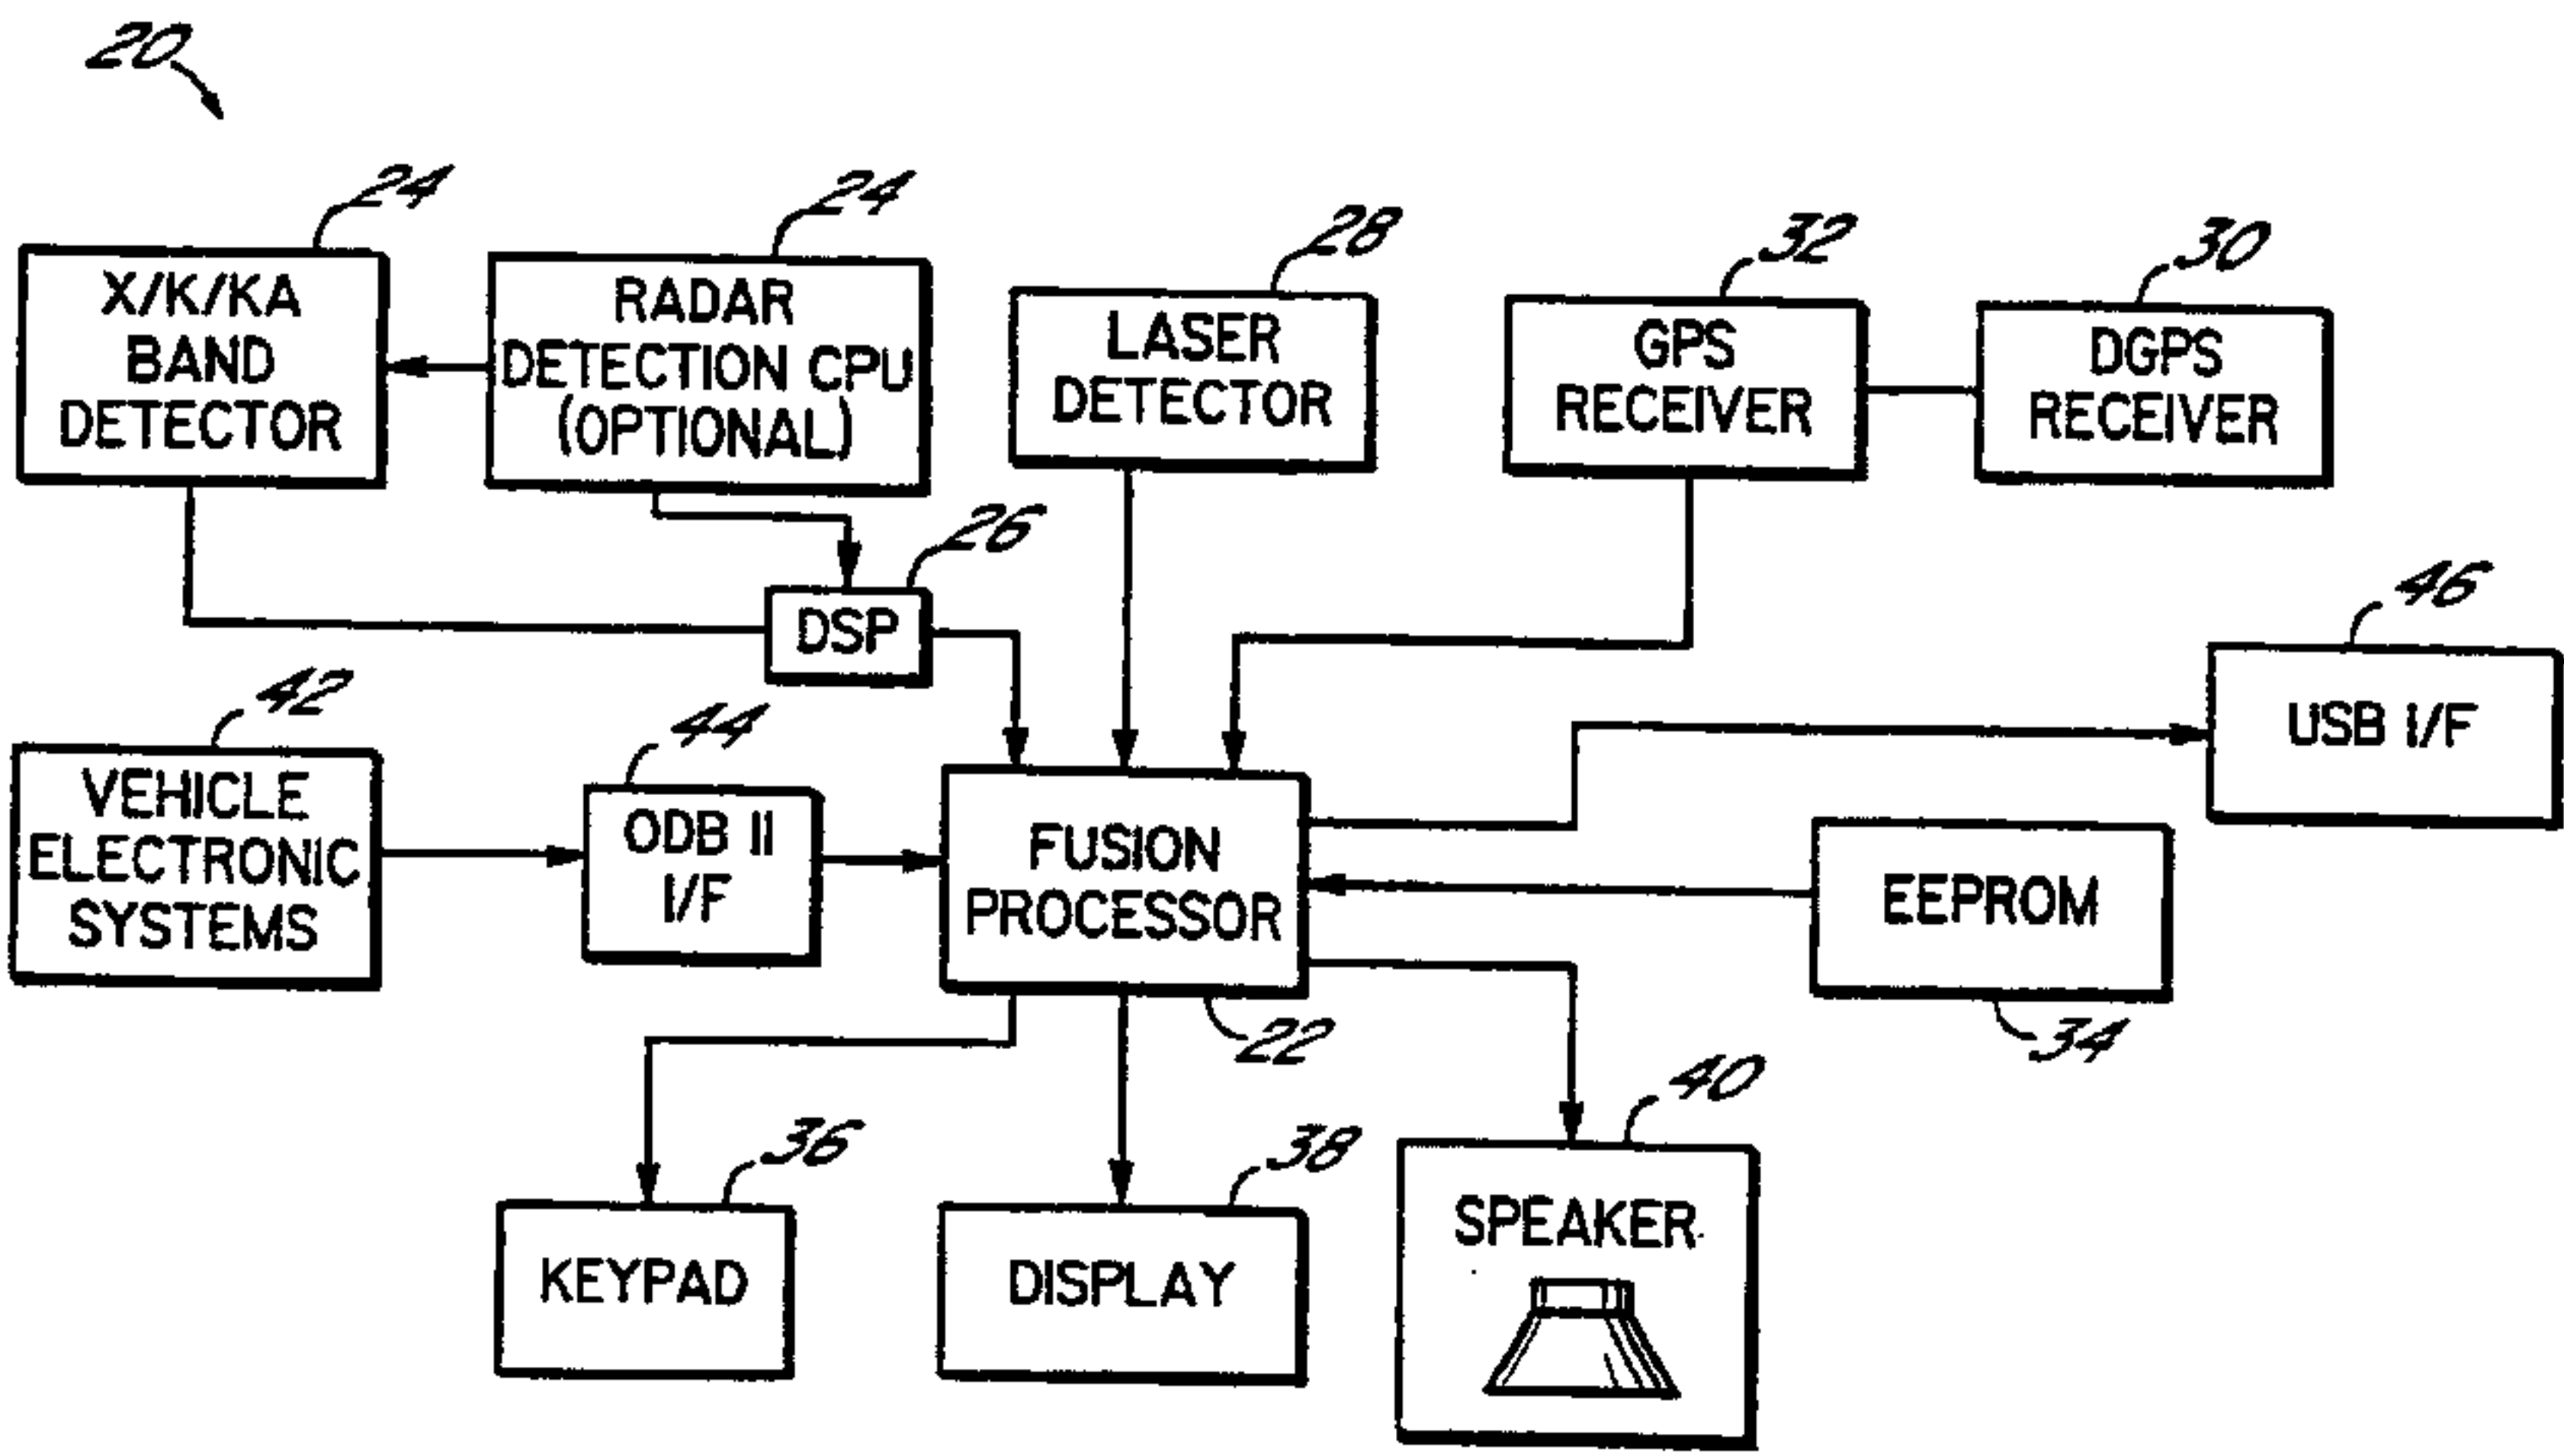 20
24
24
28
32
30
X/K/KA
BAND
DETECTOR
RADAR
DETECTION CPU
(OPTIONAL)
LASER
DETECTOR
GPS
RECEIVER
DGPS
RECEIVER
26
DSP
46
USB I/F
42
VEHICLE
ELECTRONIC
SYSTEMS
44
ODB II
I/F
FUSION
PROCESSOR
22
EEPROM
34
36
KEYPAD
38
DISPLAY
40
SPEAKER